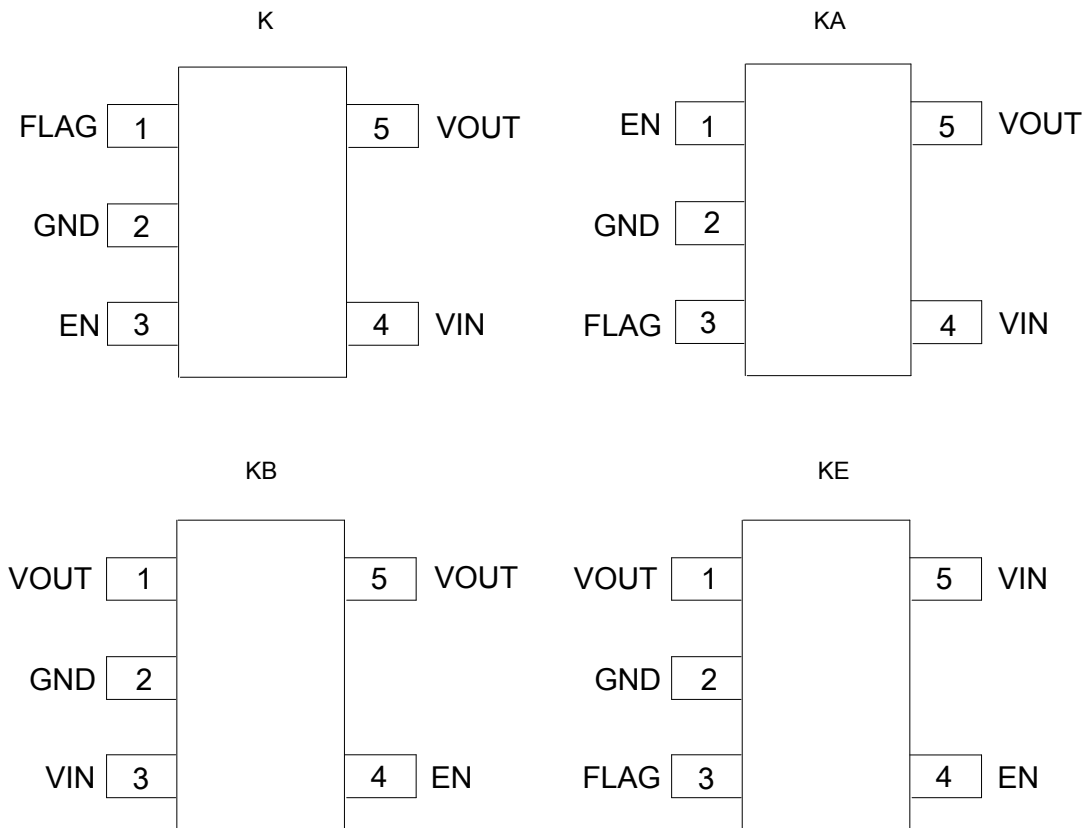 K
FLAG 1 5 VOUT
GND 2
EN 3 4 VIN
KA
EN 1 5 VOUT
GND 2
FLAG 3 4 VIN
KB
VOUT 1 5 VOUT
GND 2
VIN 3 4 EN
KE
VOUT 1 5 VIN
GND 2
FLAG 3 4 EN